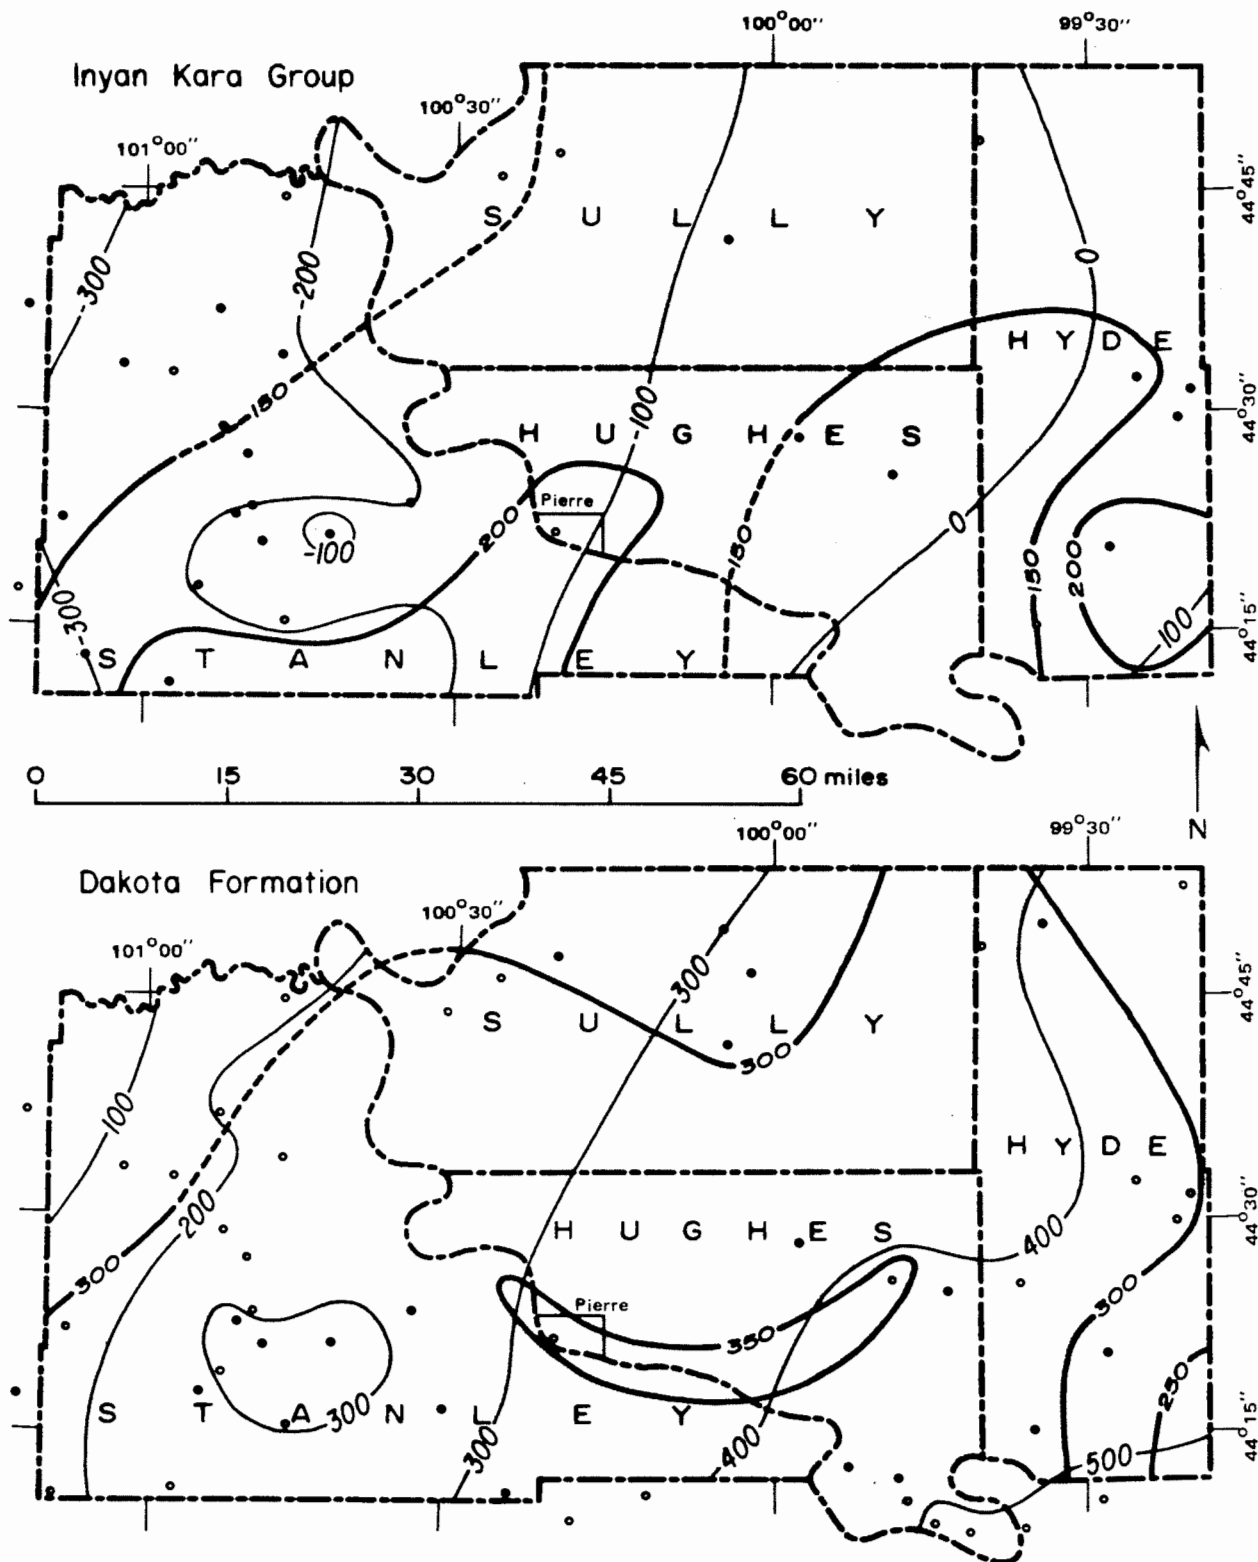 100°00''
99°30''
Inyan Kara Group
100°30''
101°00''
44°45''
S U L L Y
0
-300
-200
H Y D E
150
-100
44°30''
H U G H E S
Pierre
200
0
-100
150
150
200
-300
100
44°15''
S T A N L E Y
0 15 30 45 60 miles
N
100°00''
99°30''
Dakota Formation
100°30''
101°00''
300
44°45''
S U L L Y
300
100
H Y D E
200
44°30''
H U G H E S
400
300
300
Pierre
350
250
S T A N L E Y
300
300
400
500
44°15''